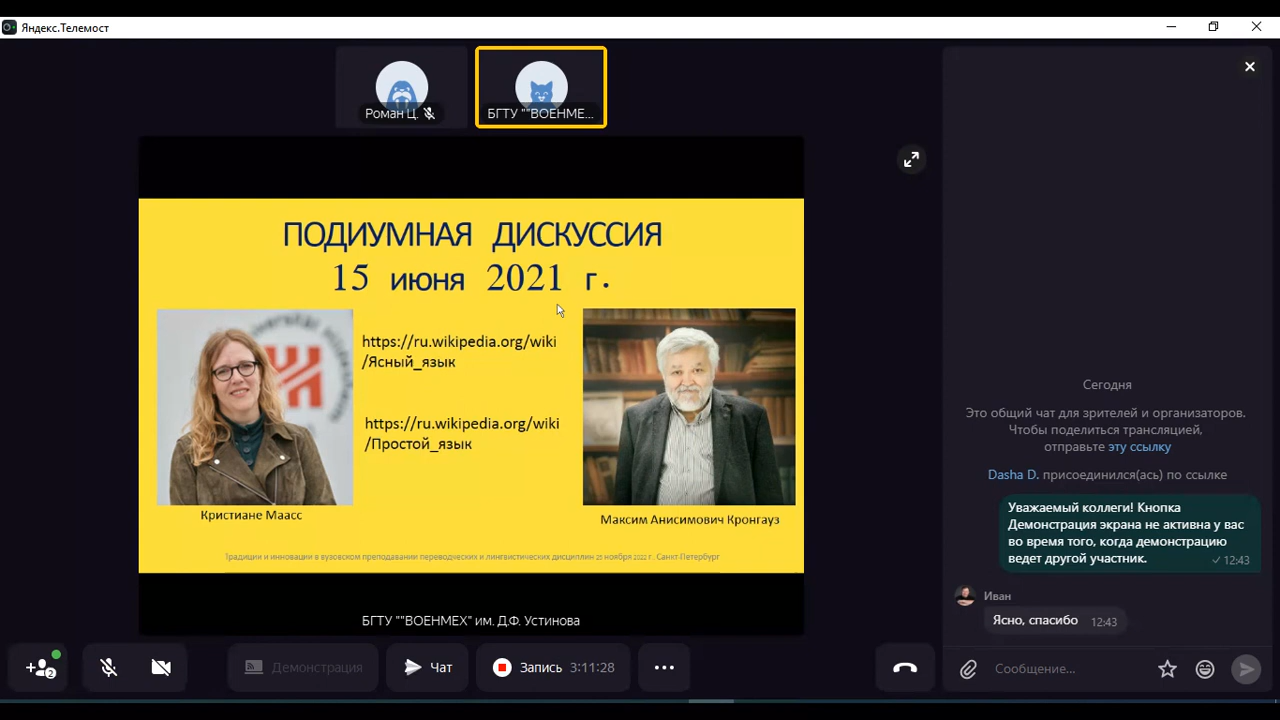 Яндекс.Телемост
Роман Ц.
БГТУ ""ВОЕНМЕ...
ПОДИУМНАЯ ДИСКУССИЯ
15 июня 2021 г.
https://ru.wikipedia.org/wiki
/Ясный_язык
https://ru.wikipedia.org/wiki
/Простой_язык
Кристиане Маасс
Максим Анисимович Кронгауз
Традиции и инновации в вузовском преподавании переводческих и лингвистических дисциплин 25 ноября 2022 г. Санкт-Петербург
БГТУ ""ВОЕНМЕХ" им. Д.Ф. Устинова
Сегодня
Это общий чат для зрителей и организаторов.
Чтобы поделиться трансляцией,
отправьте эту ссылку
Dasha D. присоединился(ась) по ссылке
Уважаемый коллеги! Кнопка
Демонстрация экрана не активна у вас
во время того, когда демонстрацию
ведет другой участник.
12:43
Иван
Ясно, спасибо 12:43
2
Демонстрация
Чат
Запись 3:11:28
Сообщение...